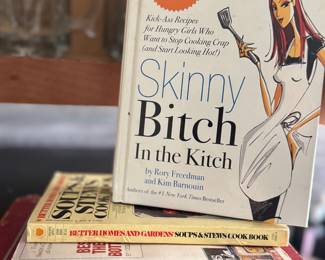 Kick-Ass Recipes for
Hungry Girls Who
Want to Stop Cooking Crap
(and Start Looking Hot!)
Skinny
Bitch
In the Kitch
by Rory Freedman
and Kim Barnouin
Authors of the #1 New York Times Bestseller
BETTER HOMES AND GARDENS SOUPS & STEWS COOK BOOK
SOUPS &
STEWS